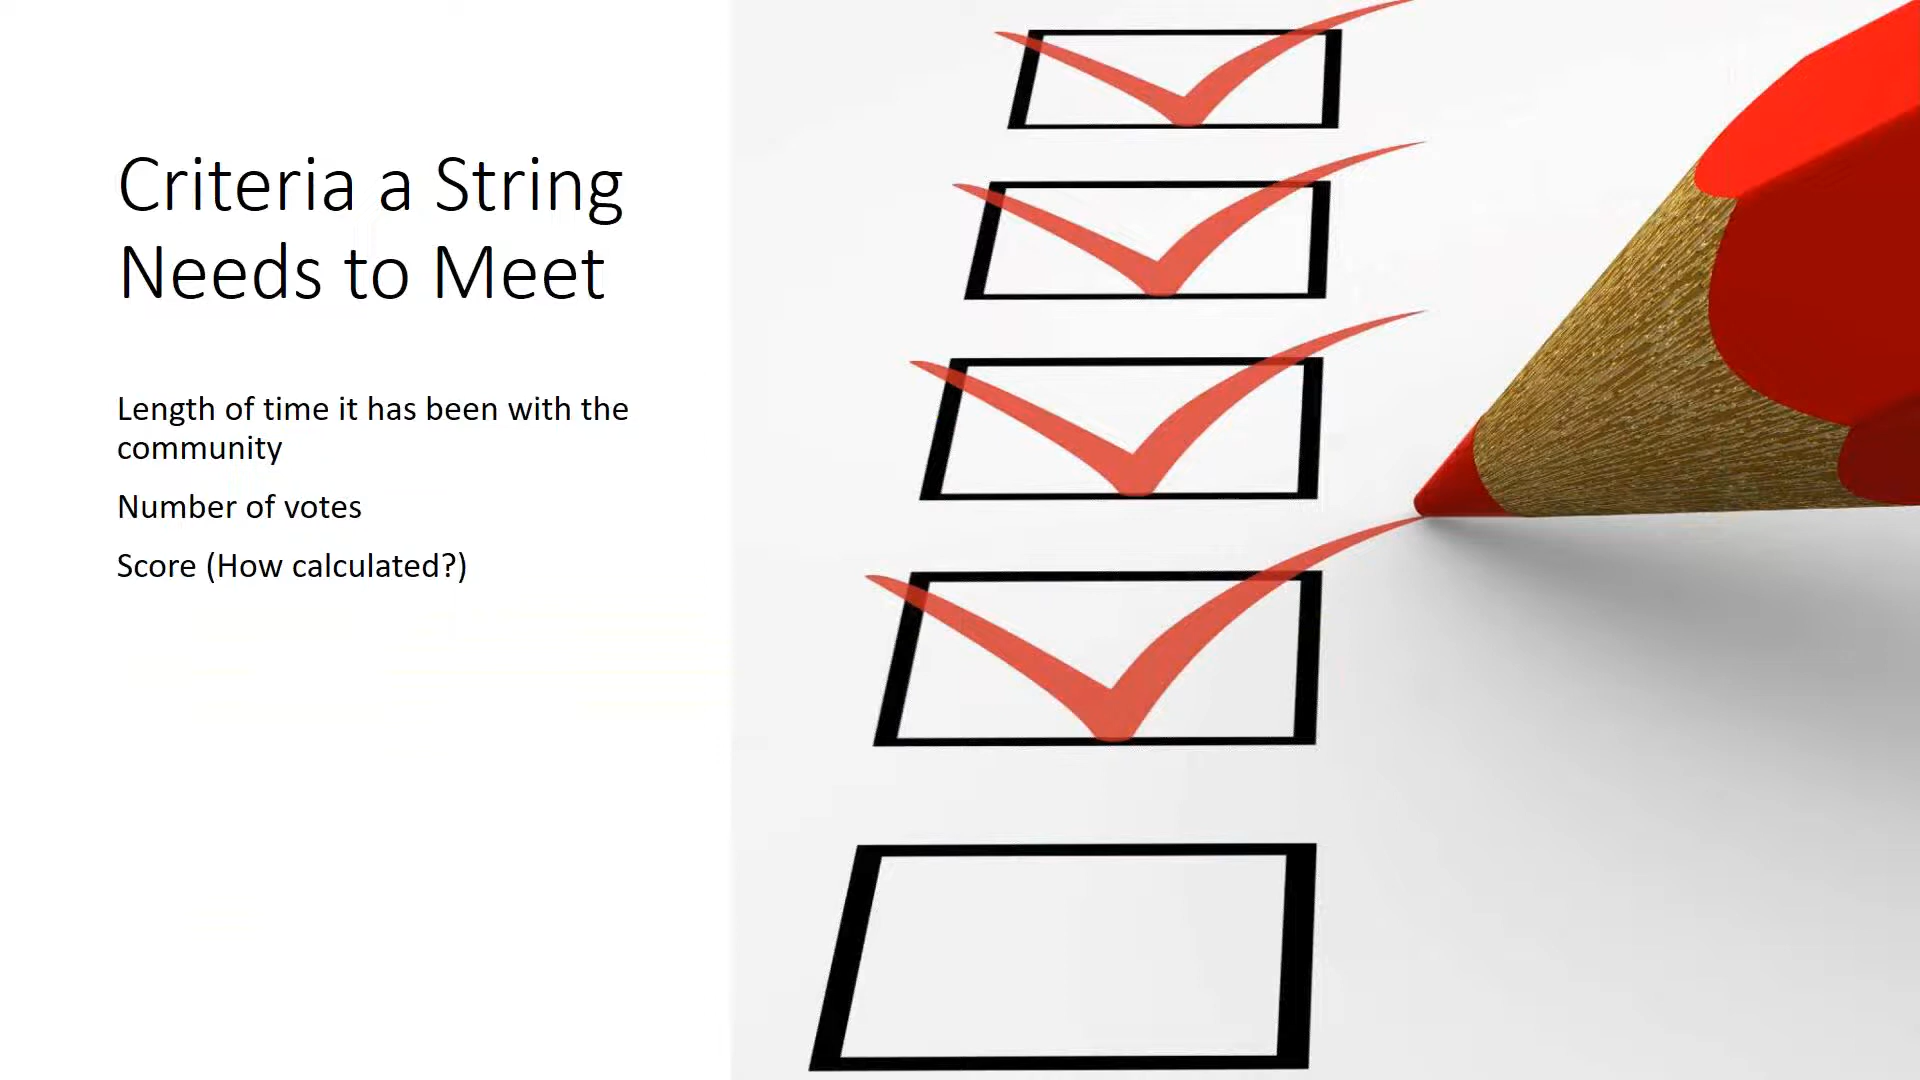 Criteria a String
Needs to Meet
Length of time it has been with the
community
Number of votes
Score (How calculated?)